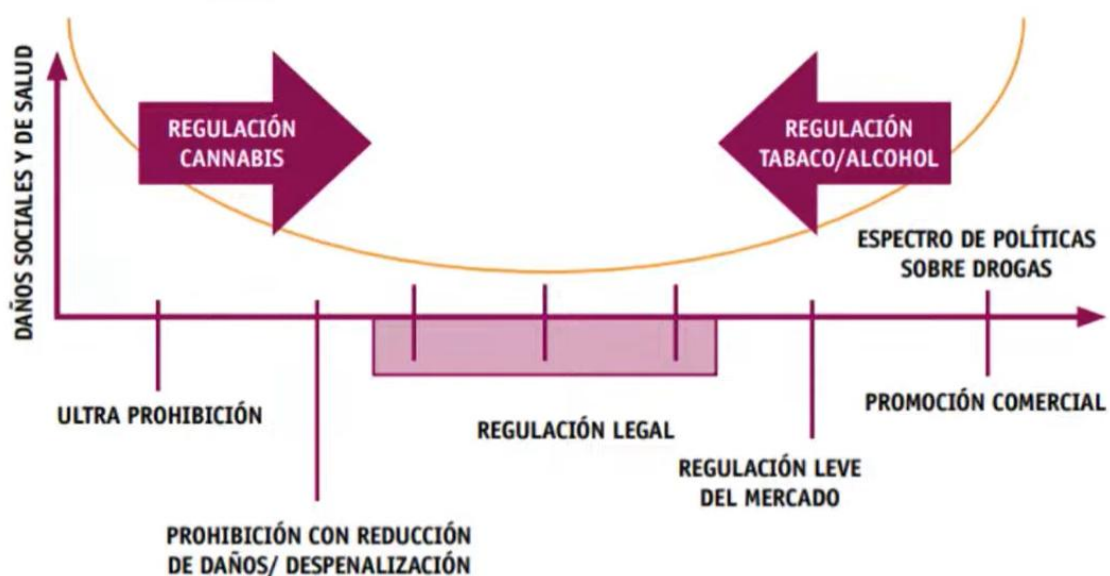 DAÑOS SOCIALES Y DE SALUD
REGULACIÓN
CANNABIS
REGULACIÓN
TABACO/ALCOHOL
ESPECTRO DE POLÍTICAS
SOBRE DROGAS
ULTRA PROHIBICIÓN
PROHIBICIÓN CON REDUCCIÓN
DE DAÑOS/ DESPENALIZACIÓN
REGULACIÓN LEGAL
REGULACIÓN LEVE
DEL MERCADO
PROMOCIÓN COMERCIAL